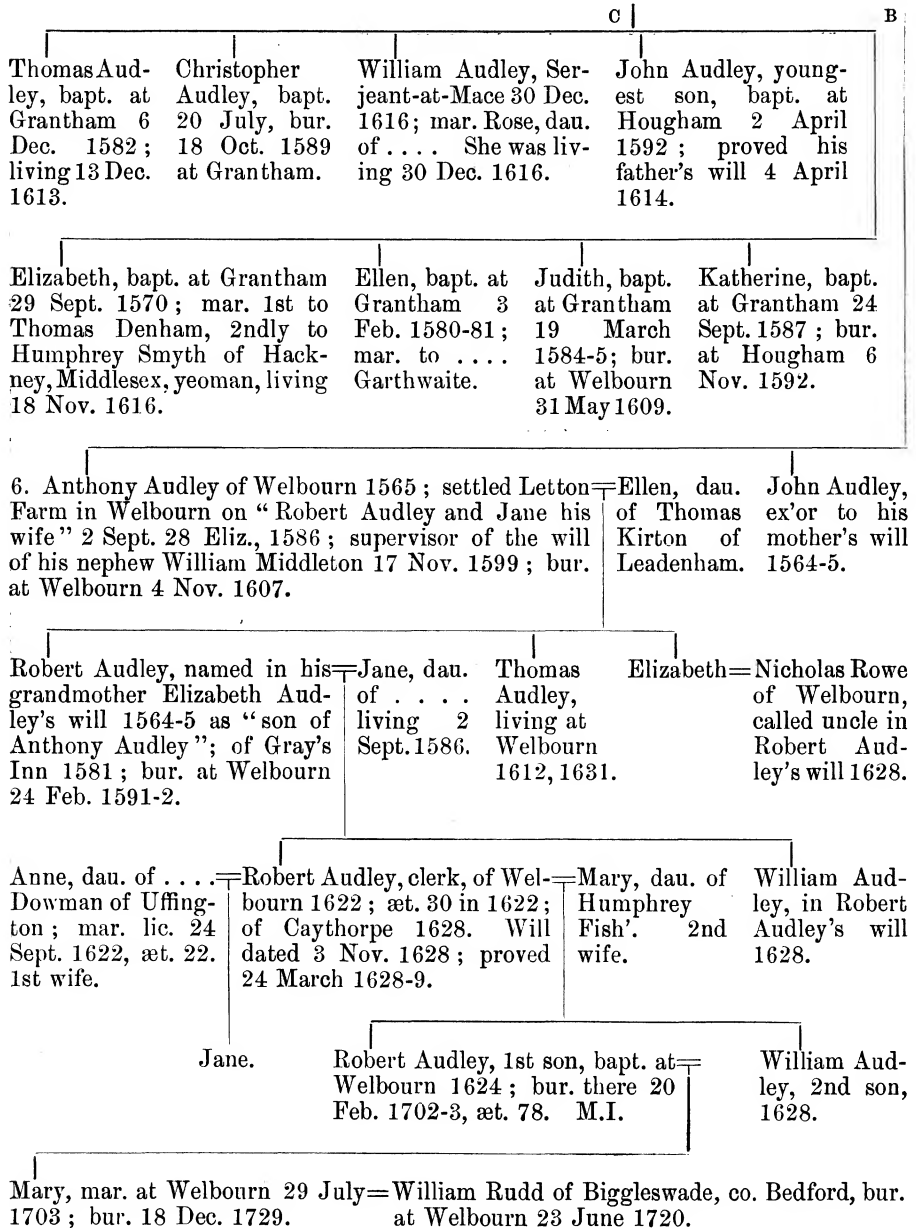 C B
Thomas Aud-
ley, bapt. at
Grantham 6
Dec. 1582 ;
living 13 Dec.
1613.
Christopher
Audley, bapt.
20 July, bur.
18 Oct. 1589
at Grantham.
William Audley, Ser-
jeant-at-Mace 30 Dec.
1616; mar. Rose, dau.
of . . . . She was liv-
ing 30 Dec. 1616.
John Audley, young-
est son, bapt. at
Hougham 2 April
1592 ; proved his
father's will 4 April
1614.
Elizabeth, bapt. at Grantham
29 Sept. 1570 ; mar. 1st to
Thomas Denham, 2ndly to
Humphrey Smyth of Hack-
ney, Middlesex, yeoman, living
18 Nov. 1616.
Ellen, bapt. at
Grantham 3
Feb. 1580-81 ;
mar. to . . . .
Garthwaite.
Judith, bapt.
at Grantham
19 March
1584-5; bur.
at Welbourn
31 May 1609.
Katherine, bapt.
at Grantham 24
Sept. 1587 ; bur.
at Hougham 6
Nov. 1592.
6. Anthony Audley of Welbourn 1565 ; settled Letton
Farm in Welbourn on "Robert Audley and Jane his
wife" 2 Sept. 28 Eliz., 1586 ; supervisor of the will
of his nephew William Middleton 17 Nov. 1599 ; bur.
at Welbourn 4 Nov. 1607.
=Ellen, dau.
of Thomas
Kirton of
Leadenham.
John Audley,
ex'or to his
mother's will
1564-5.
Robert Audley, named in his
grandmother Elizabeth Aud-
ley's will 1564-5 as "son of
Anthony Audley"; of Gray's
Inn 1581 ; bur. at Welbourn
24 Feb. 1591-2.
=Jane, dau.
of . . . .
living 2
Sept. 1586.
Thomas
Audley,
living at
Welbourn
1612, 1631.
Elizabeth=Nicholas Rowe
of Welbourn,
called uncle in
Robert Aud-
ley's will 1628.
Anne, dau. of . . . .
Dowman of Uffing-
ton ; mar. lic. 24
Sept. 1622, æt. 22.
1st wife.
=Robert Audley, clerk, of Wel-
bourn 1622 ; æt. 30 in 1622 ;
of Caythorpe 1628. Will
dated 3 Nov. 1628 ; proved
24 March 1628-9.
=Mary, dau. of
Humphrey
Fish'. 2nd
wife.
William Aud-
ley, in Robert
Audley's will
1628.
Jane.
Robert Audley, 1st son, bapt. at=
Welbourn 1624 ; bur. there 20
Feb. 1702-3, æt. 78. M.I.
William Aud-
ley, 2nd son,
1628.
Mary, mar. at Welbourn 29 July
1703 ; bur. 18 Dec. 1729.
=William Rudd of Biggleswade, co. Bedford, bur.
at Welbourn 23 June 1720.